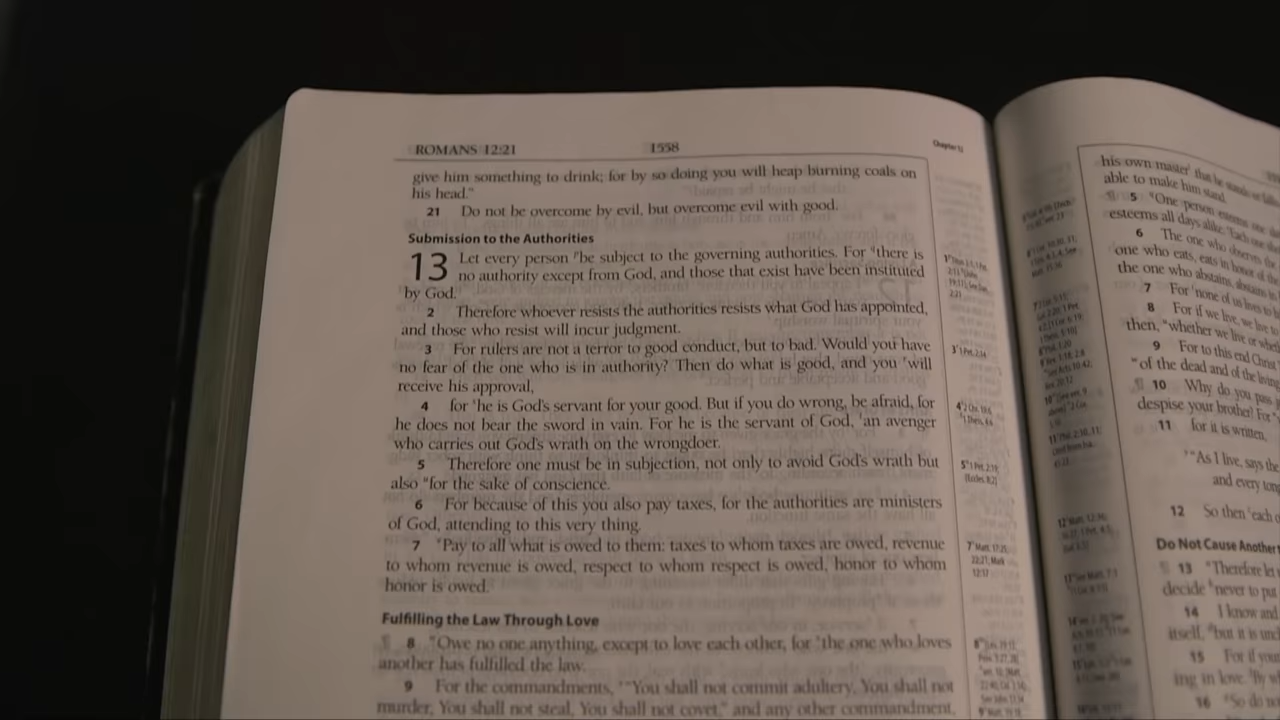 ROMANS 12:21
1558
Chapter 12
give him something to drink; for by so doing you will heap burning coals on
his head."
21 Do not be overcome by evil, but overcome evil with good.
Submission to the Authorities
13 Let every person be subject to the governing authorities. For there is
no authority except from God, and those that exist have been instituted
by God.
2 Therefore whoever resists the authorities resists what God has appointed,
and those who resist will incur judgment.
3 For rulers are not a terror to good conduct, but to bad. Would you have
no fear of the one who is in authority? Then do what is good, and you will
receive his approval,
4 for he is God's servant for your good. But if you do wrong, be afraid, for
he does not bear the sword in vain. For he is the servant of God, an avenger
who carries out God's wrath on the wrongdoer.
5 Therefore one must be in subjection, not only to avoid God's wrath but
also for the sake of conscience.
6 For because of this you also pay taxes, for the authorities are ministers
of God, attending to this very thing.
7 Pay to all what is owed to them: taxes to whom taxes are owed, revenue
to whom revenue is owed, respect to whom respect is owed, honor to whom
honor is owed.
Fulfilling the Law Through Love
8 Owe no one anything, except to love each other, for the one who loves
another has fulfilled the law.
9 For the commandments, "You shall not commit adultery, You shall not
murder, You shall not steal, You shall not covet," and any other commandment,
his own master that he stands or
able to make him stand.
5 One person esteems one
esteems all days alike. Each one
6 The one who observes the
one who eats, eats in honor of the
the one who abstains, abstains in
7 For none of us lives to
8 For if we live, we live to
then, whether we live or
9 For to this end Christ
of the dead and of the living
10 Why do you pass
despise your brother? For
11 for it is written,
"As I live, says the
and every
12 So then each
Do Not Cause Another
13 Therefore let
decide never to put
14 I know and
itself, but it is
15 For if your
ing in love. By
16 So do